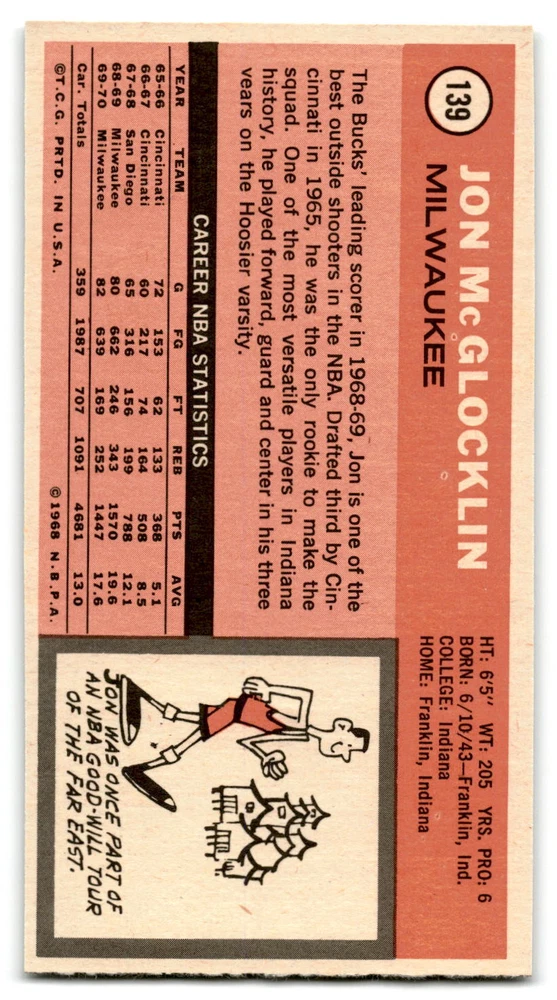 139
JON McGLOCKLIN
MILWAUKEE
HT: 6'5" WT: 205 YRS. PRO: 6
BORN: 6/10/43—Franklin, Ind.
COLLEGE: Indiana
HOME: Franklin, Indiana
The Bucks' leading scorer in 1968-69, Jon is one of the
best outside shooters in the NBA. Drafted third by Cin-
cinnati in 1965, he was the only rookie to make the
squad. One of the most versatile players in Indiana
history, he played forward, guard and center in his three
years on the Hoosier varsity.
CAREER NBA STATISTICS
YEAR TEAM G FG FT REB PTS AVG
65-66 Cincinnati 72 153 62 133 368 5.1
66-67 Cincinnati 60 217 74 164 508 8.5
67-68 San Diego 65 316 156 199 788 12.1
68-69 Milwaukee 80 662 246 343 1570 19.6
69-70 Milwaukee 82 639 169 252 1447 17.6
Car. Totals 359 1987 707 1091 4681 13.0
©T.C.G. PRTD. IN U.S.A. ©1968 N.B.P.A.
JON WAS ONCE PART OF
AN NBA GOOD-WILL TOUR
OF THE FAR EAST.